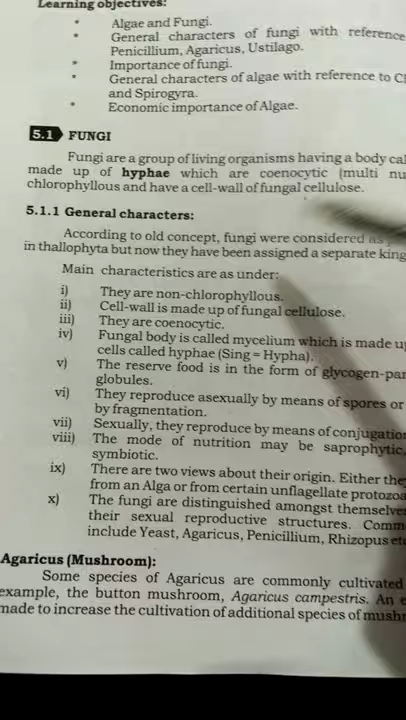 Learning objectives:
* Algae and Fungi.
* General characters of fungi with reference
Penicillium, Agaricus, Ustilago.
* Importance of fungi.
* General characters of algae with reference to
and Spirogyra.
* Economic importance of Algae.
5.1 FUNGI
Fungi are a group of living organisms having a body
made up of hyphae which are coenocytic (multi
chlorophyllous and have a cell-wall of fungal cellulose.
5.1.1 General characters:
According to old concept, fungi were considered as
in thallophyta but now they have been assigned a separate
Main characteristics are as under:
i) They are non-chlorophyllous.
ii) Cell-wall is made up of fungal cellulose.
iii) They are coenocytic.
iv) Fungal body is called mycelium which is made
cells called hyphae (Sing = Hypha).
v) The reserve food is in the form of
globules.
vi) They reproduce asexually by means of spores or
by fragmentation.
vii) Sexually, they reproduce by means of
viii) The mode of nutrition may be saprophytic,
symbiotic.
ix) There are two views about their origin. Either
from an Alga or from certain unflagellate
x) The fungi are distinguished amongst
their sexual reproductive structures.
include Yeast, Agaricus, Penicillium, Rhizopus
Agaricus (Mushroom):
Some species of Agaricus are commonly cultivated
example, the button mushroom, Agaricus campestris. An
made to increase the cultivation of additional species of